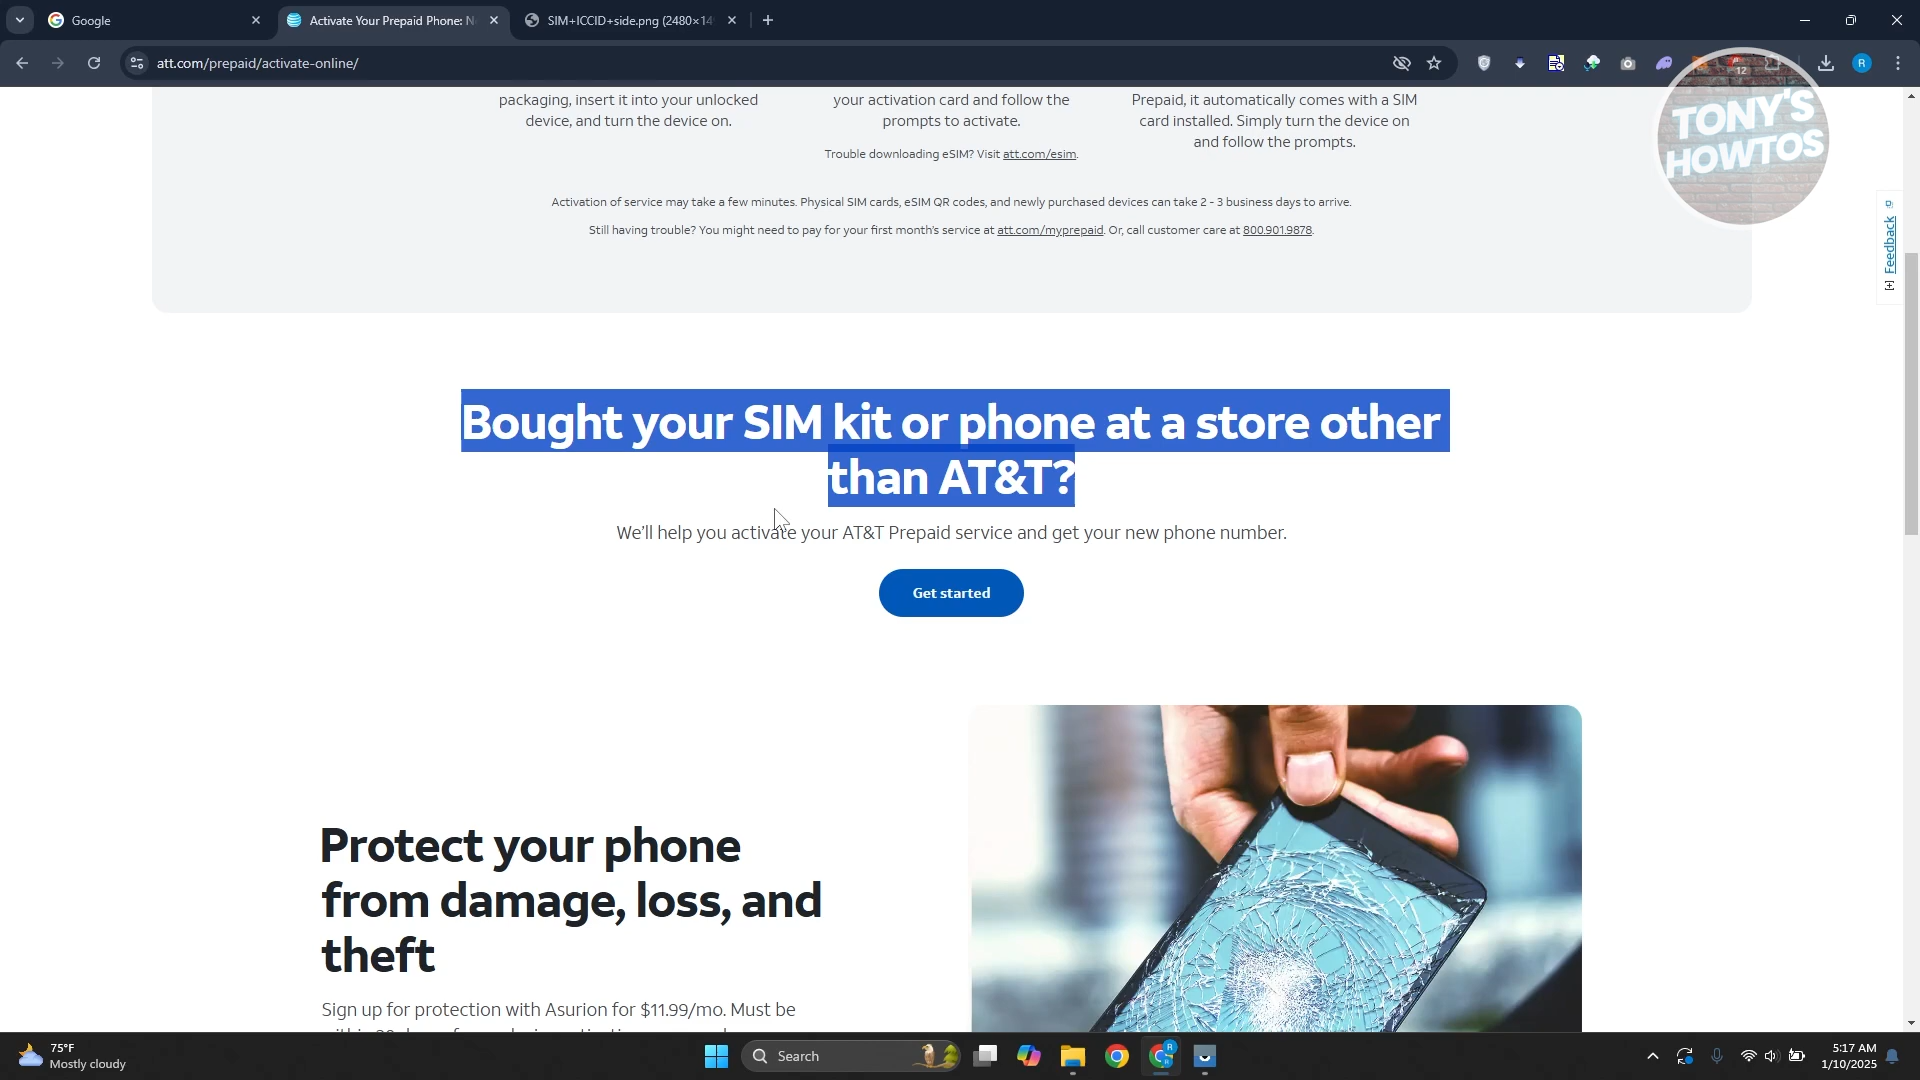 Google
Activate Your Prepaid Phone: N
SIM+ICCID+side.png (2480×14
att.com/prepaid/activate-online/
12
TONY'S
HOWTOS
packaging, insert it into your unlocked
device, and turn the device on.
your activation card and follow the
prompts to activate.
Trouble downloading eSIM? Visit att.com/esim.
Prepaid, it automatically comes with a SIM
card installed. Simply turn the device on
and follow the prompts.
Activation of service may take a few minutes. Physical SIM cards, eSIM QR codes, and newly purchased devices can take 2 - 3 business days to arrive.
Still having trouble? You might need to pay for your first month's service at att.com/myprepaid. Or, call customer care at 800.901.9878.
[+] Feedback
Bought your SIM kit or phone at a store other
than AT&T?
We'll help you activate your AT&T Prepaid service and get your new phone number.
Get started
Protect your phone
from damage, loss, and
theft
Sign up for protection with Asurion for $11.99/mo. Must be
75°F
Mostly cloudy
Search
5:17 AM
1/10/2025